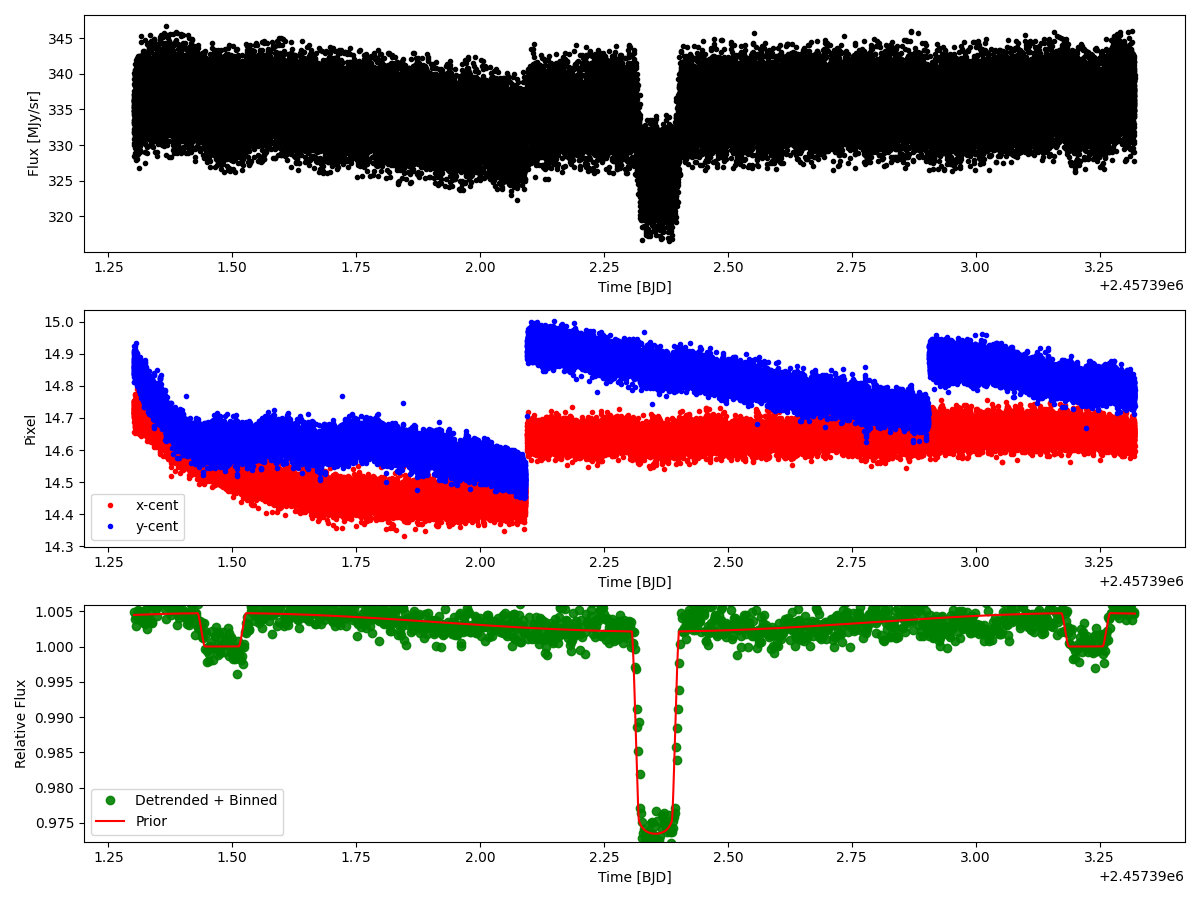 345
340
335
330
325
320
Flux [MJy/sr]
1.25 1.50 1.75 2.00 2.25 2.50 2.75 3.00 3.25
Time [BJD]
+2.45739e6
15.0
14.9
14.8
14.7
14.6
14.5
14.4
14.3
Pixel
x-cent
y-cent
1.25 1.50 1.75 2.00 2.25 2.50 2.75 3.00 3.25
Time [BJD]
+2.45739e6
1.005
1.000
0.995
0.990
0.985
0.980
0.975
Relative Flux
Detrended + Binned
Prior
1.25 1.50 1.75 2.00 2.25 2.50 2.75 3.00 3.25
Time [BJD]
+2.45739e6